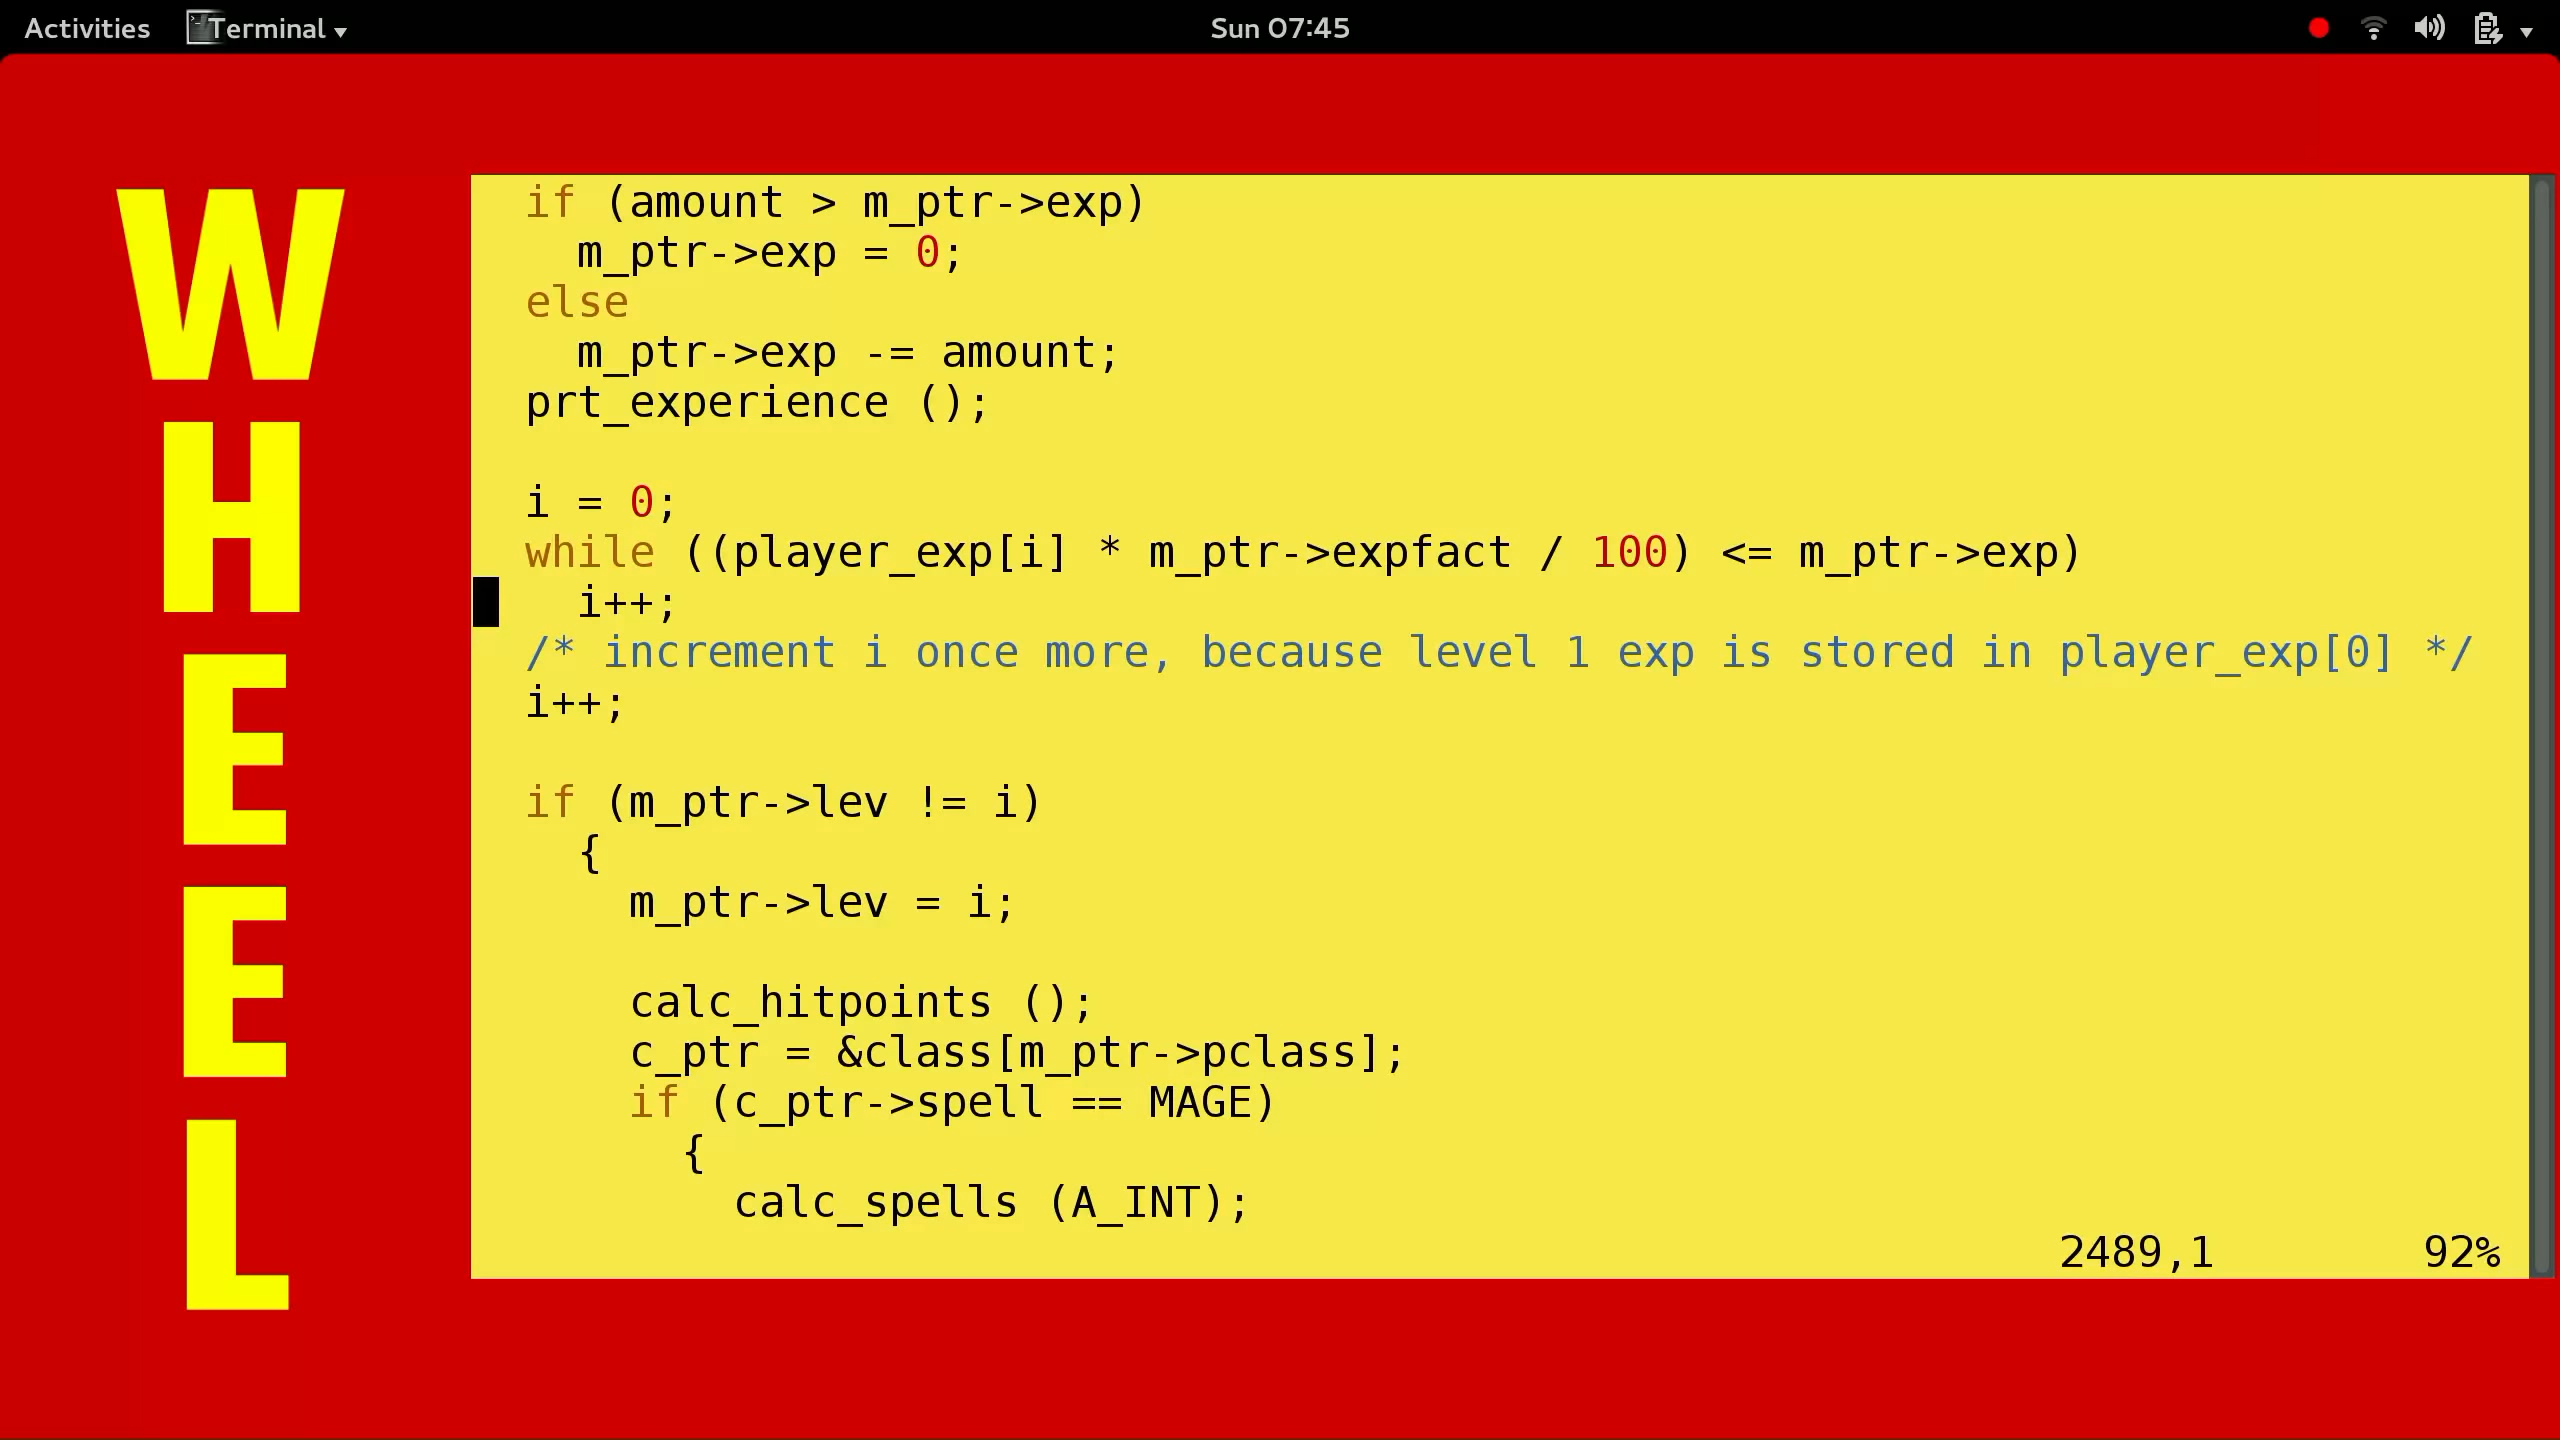 Activities Terminal Sun 07:45
W
H
E
E
L
if (amount > m_ptr->exp)
m_ptr->exp = 0;
else
m_ptr->exp -= amount;
prt_experience ();
i = 0;
while ((player_exp[i] * m_ptr->expfact / 100) <= m_ptr->exp)
i++;
/* increment i once more, because level 1 exp is stored in player_exp[0] */
i++;
if (m_ptr->lev != i)
{
m_ptr->lev = i;
calc_hitpoints ();
c_ptr = &class[m_ptr->pclass];
if (c_ptr->spell == MAGE)
{
calc_spells (A_INT);
2489,1 92%